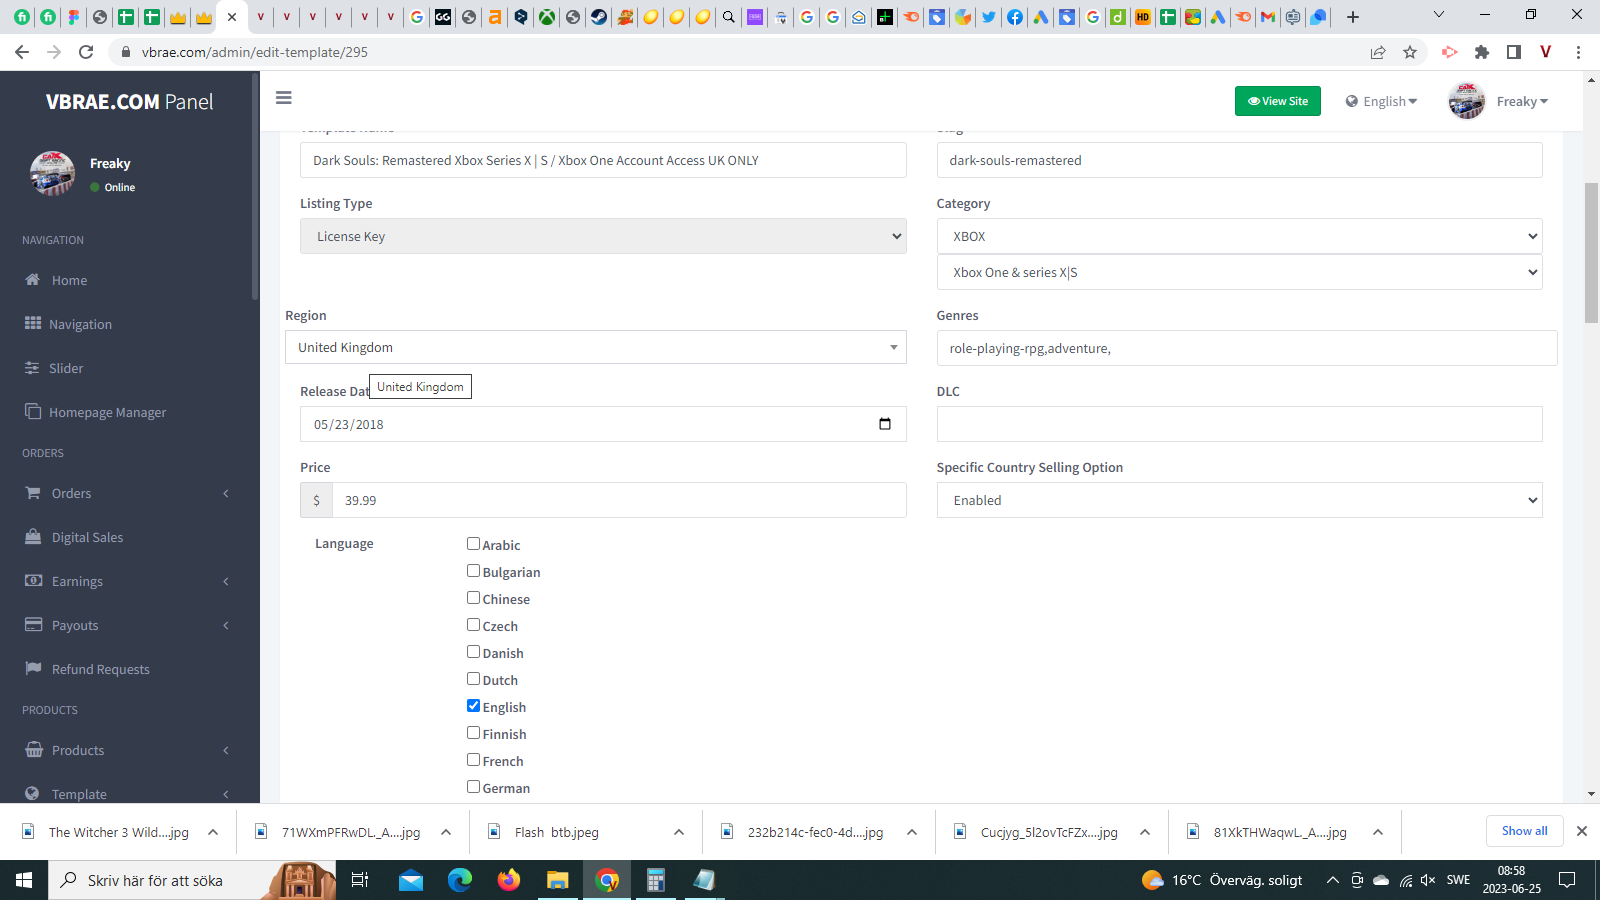 vbrae.com/admin/edit-template/295
VBRAE.COM Panel
View Site
English
Freaky
Freaky
Online
NAVIGATION
Home
Navigation
Slider
Homepage Manager
ORDERS
Orders
Digital Sales
Earnings
Payouts
Refund Requests
PRODUCTS
Products
Template
Dark Souls: Remastered Xbox Series X | S / Xbox One Account Access UK ONLY
dark-souls-remastered
Listing Type
License Key
Category
XBOX
Xbox One & series X|S
Region
United Kingdom
Genres
role-playing-rpg,adventure,
United Kingdom
Release Dat
05/23/2018
DLC
Price
$ 39.99
Specific Country Selling Option
Enabled
Language
Arabic
Bulgarian
Chinese
Czech
Danish
Dutch
English
Finnish
French
German
The Witcher 3 Wild....jpg
71WXmPFRwDL._A....jpg
Flash btb.jpeg
232b214c-fec0-4d....jpg
Cucjyg_5l2ovTcFZx....jpg
81XkTHWaqwL._A....jpg
Show all
Skriv här för att söka
16°C Överväg. soligt
SWE
08:58
2023-06-25